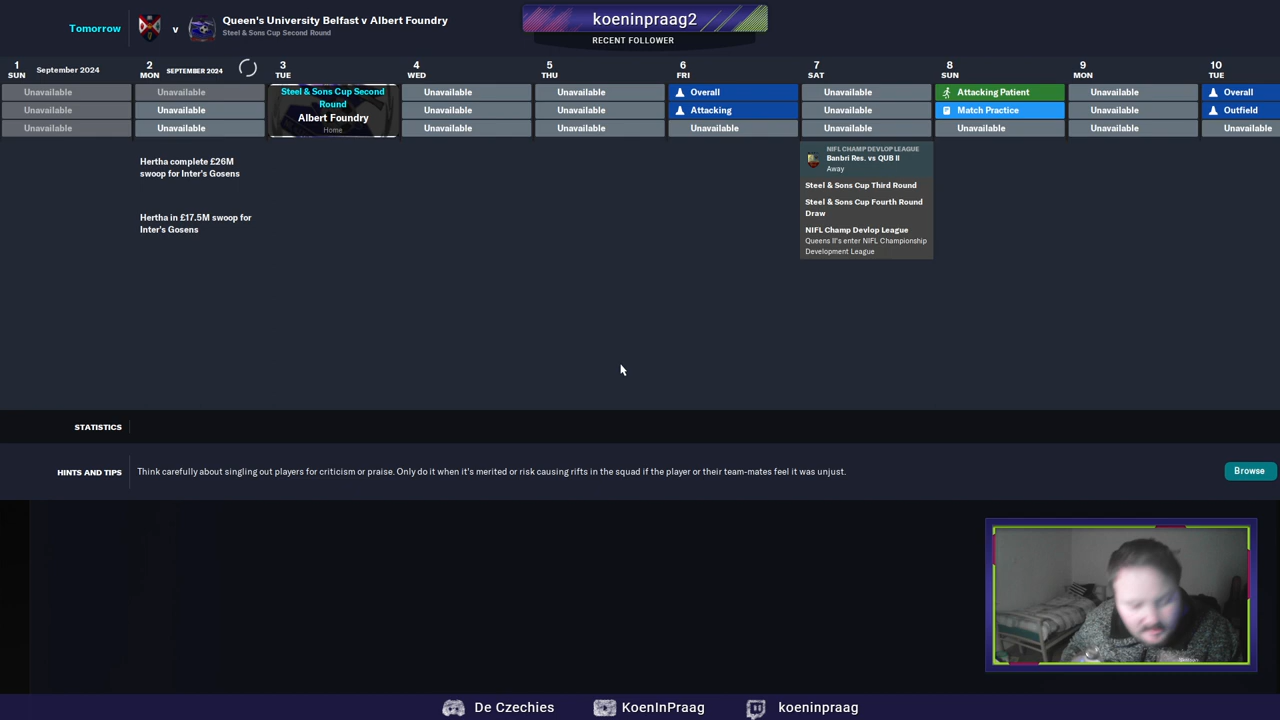 Tomorrow
v
Queen's University Belfast v Albert Foundry
Steel & Sons Cup Second Round
koeninpraag2
RECENT FOLLOWER
1
SUN
September 2024
2
MON
SEPTEMBER 2024
3
TUE
4
WED
5
THU
6
FRI
7
SAT
8
SUN
9
MON
10
TUE
Unavailable
Unavailable
Steel & Sons Cup Second
Round
Unavailable
Unavailable
Overall
Unavailable
Attacking Patient
Unavailable
Overall
Unavailable
Unavailable
Albert Foundry
Unavailable
Unavailable
Attacking
Unavailable
Match Practice
Unavailable
Outfield
Unavailable
Unavailable
Home
Unavailable
Unavailable
Unavailable
Unavailable
Unavailable
Unavailable
Unavailable
Hertha complete £26M
swoop for Inter's Gosens
Hertha in £17.5M swoop for
Inter's Gosens
NIFL CHAMP DEVLOP LEAGUE
Banbri Res. vs QUB II
Away
Steel & Sons Cup Third Round
Steel & Sons Cup Fourth Round
Draw
NIFL Champ Devlop League
Queens II's enter NIFL Championship
Development League
STATISTICS
HINTS AND TIPS
Think carefully about singling out players for criticism or praise. Only do it when it's merited or risk causing rifts in the squad if the player or their team-mates feel it was unjust.
Browse
De Czechies
KoenInPraag
koeninpraag